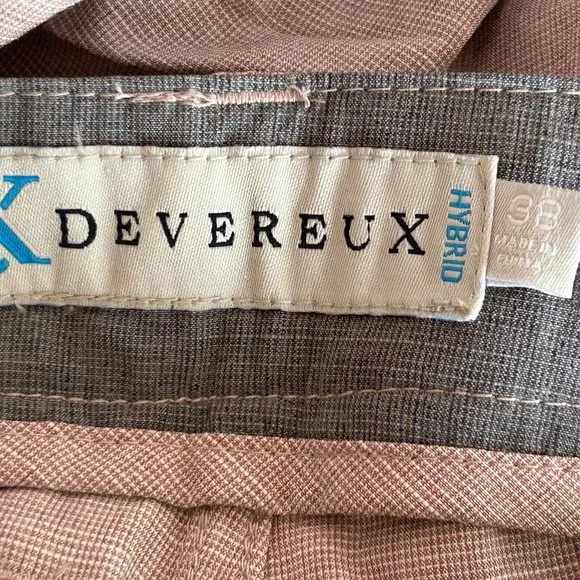 X DEVEREUX
HYBRID
38
MADE IN
CHINA